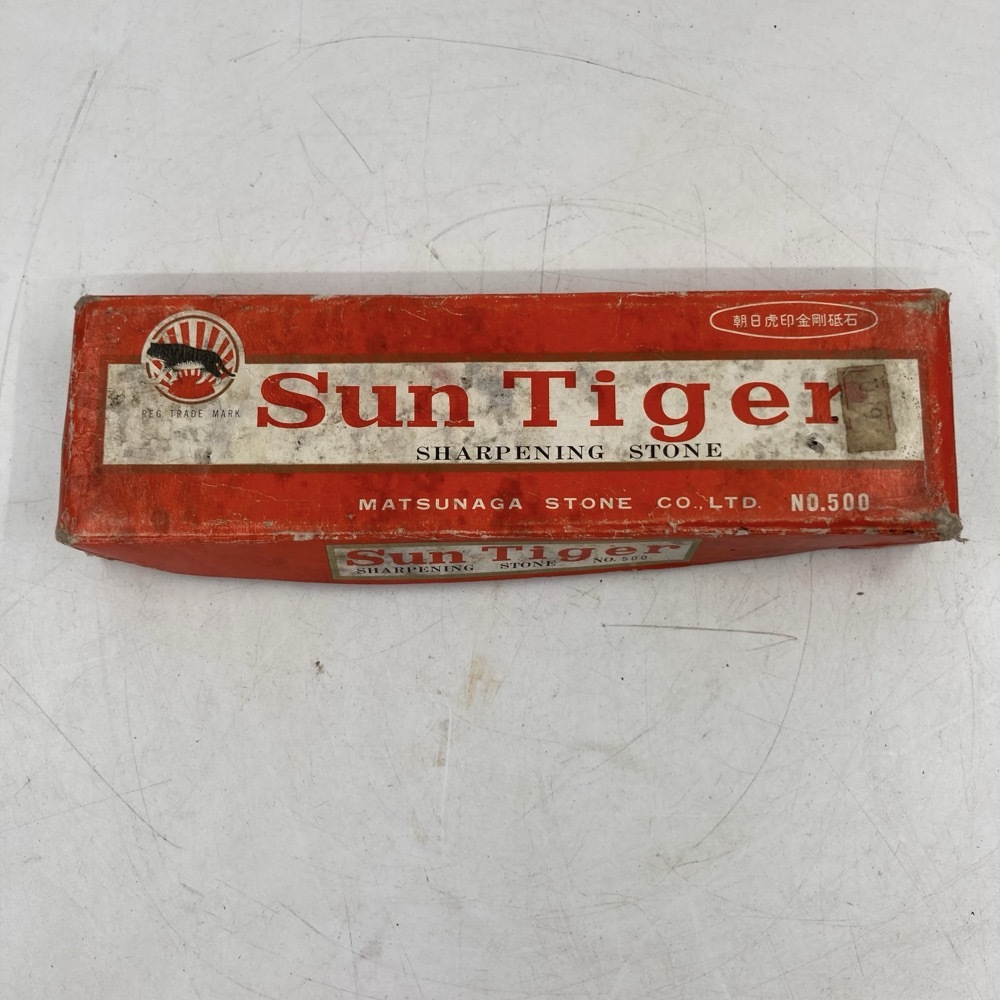 朝日虎印金剛砥石
REG. TRADE MARK
Sun Tiger
SHARPENING STONE
MATSUNAGA STONE CO., LTD. NO.500
Sun Tiger
SHARPENING STONE NO. 500